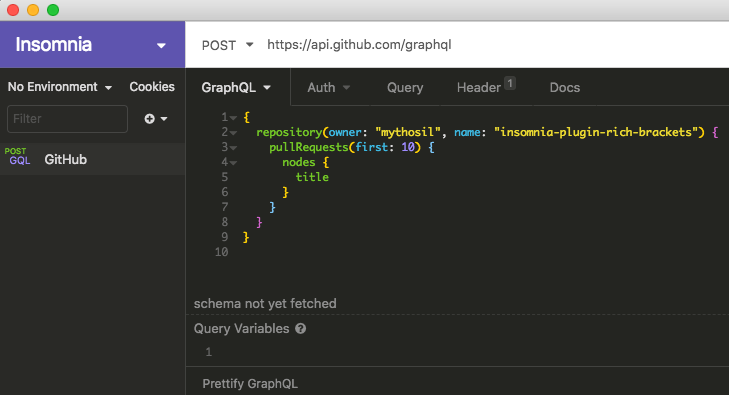 Insomnia
POST https://api.github.com/graphql
No Environment Cookies
GraphQL Auth Query Header 1 Docs
Filter
POST
GQL GitHub
1 {
2 repository(owner: "mythosil", name: "insomnia-plugin-rich-brackets") {
3 pullRequests(first: 10) {
4 nodes {
5 title
6 }
7 }
8 }
9 }
10
schema not yet fetched
Query Variables ?
1
Prettify GraphQL